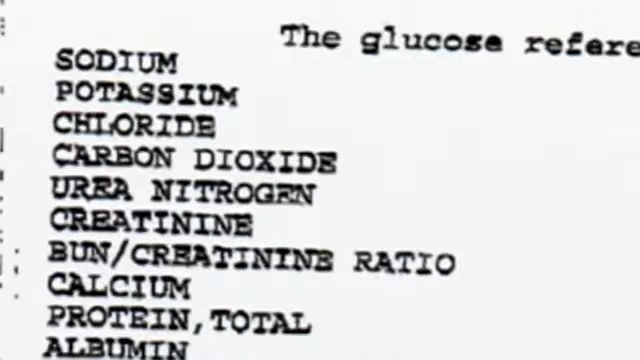 The glucose refere
SODIUM
POTASSIUM
CHLORIDE
CARBON DIOXIDE
UREA NITROGEN
CREATININE
BUN/CREATININE RATIO
CALCIUM
PROTEIN,TOTAL
ALBUMIN